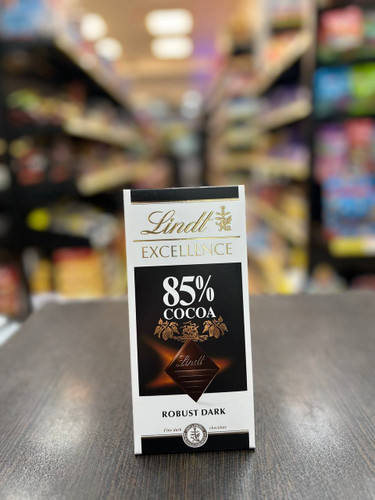 Lindt
EXCELLENCE
85%
COCOA
Lindt
ROBUST DARK
Fine dark chocolate